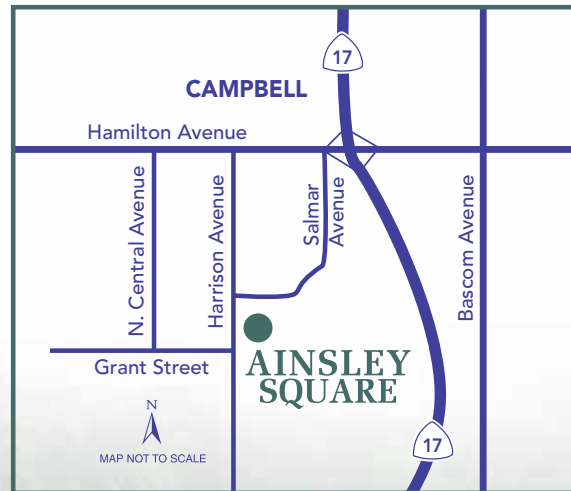 17
CAMPBELL
Hamilton Avenue
N. Central Avenue
Harrison Avenue
Salmar
Avenue
Bascom Avenue
AINSLEY
SQUARE
Grant Street
N
MAP NOT TO SCALE
17